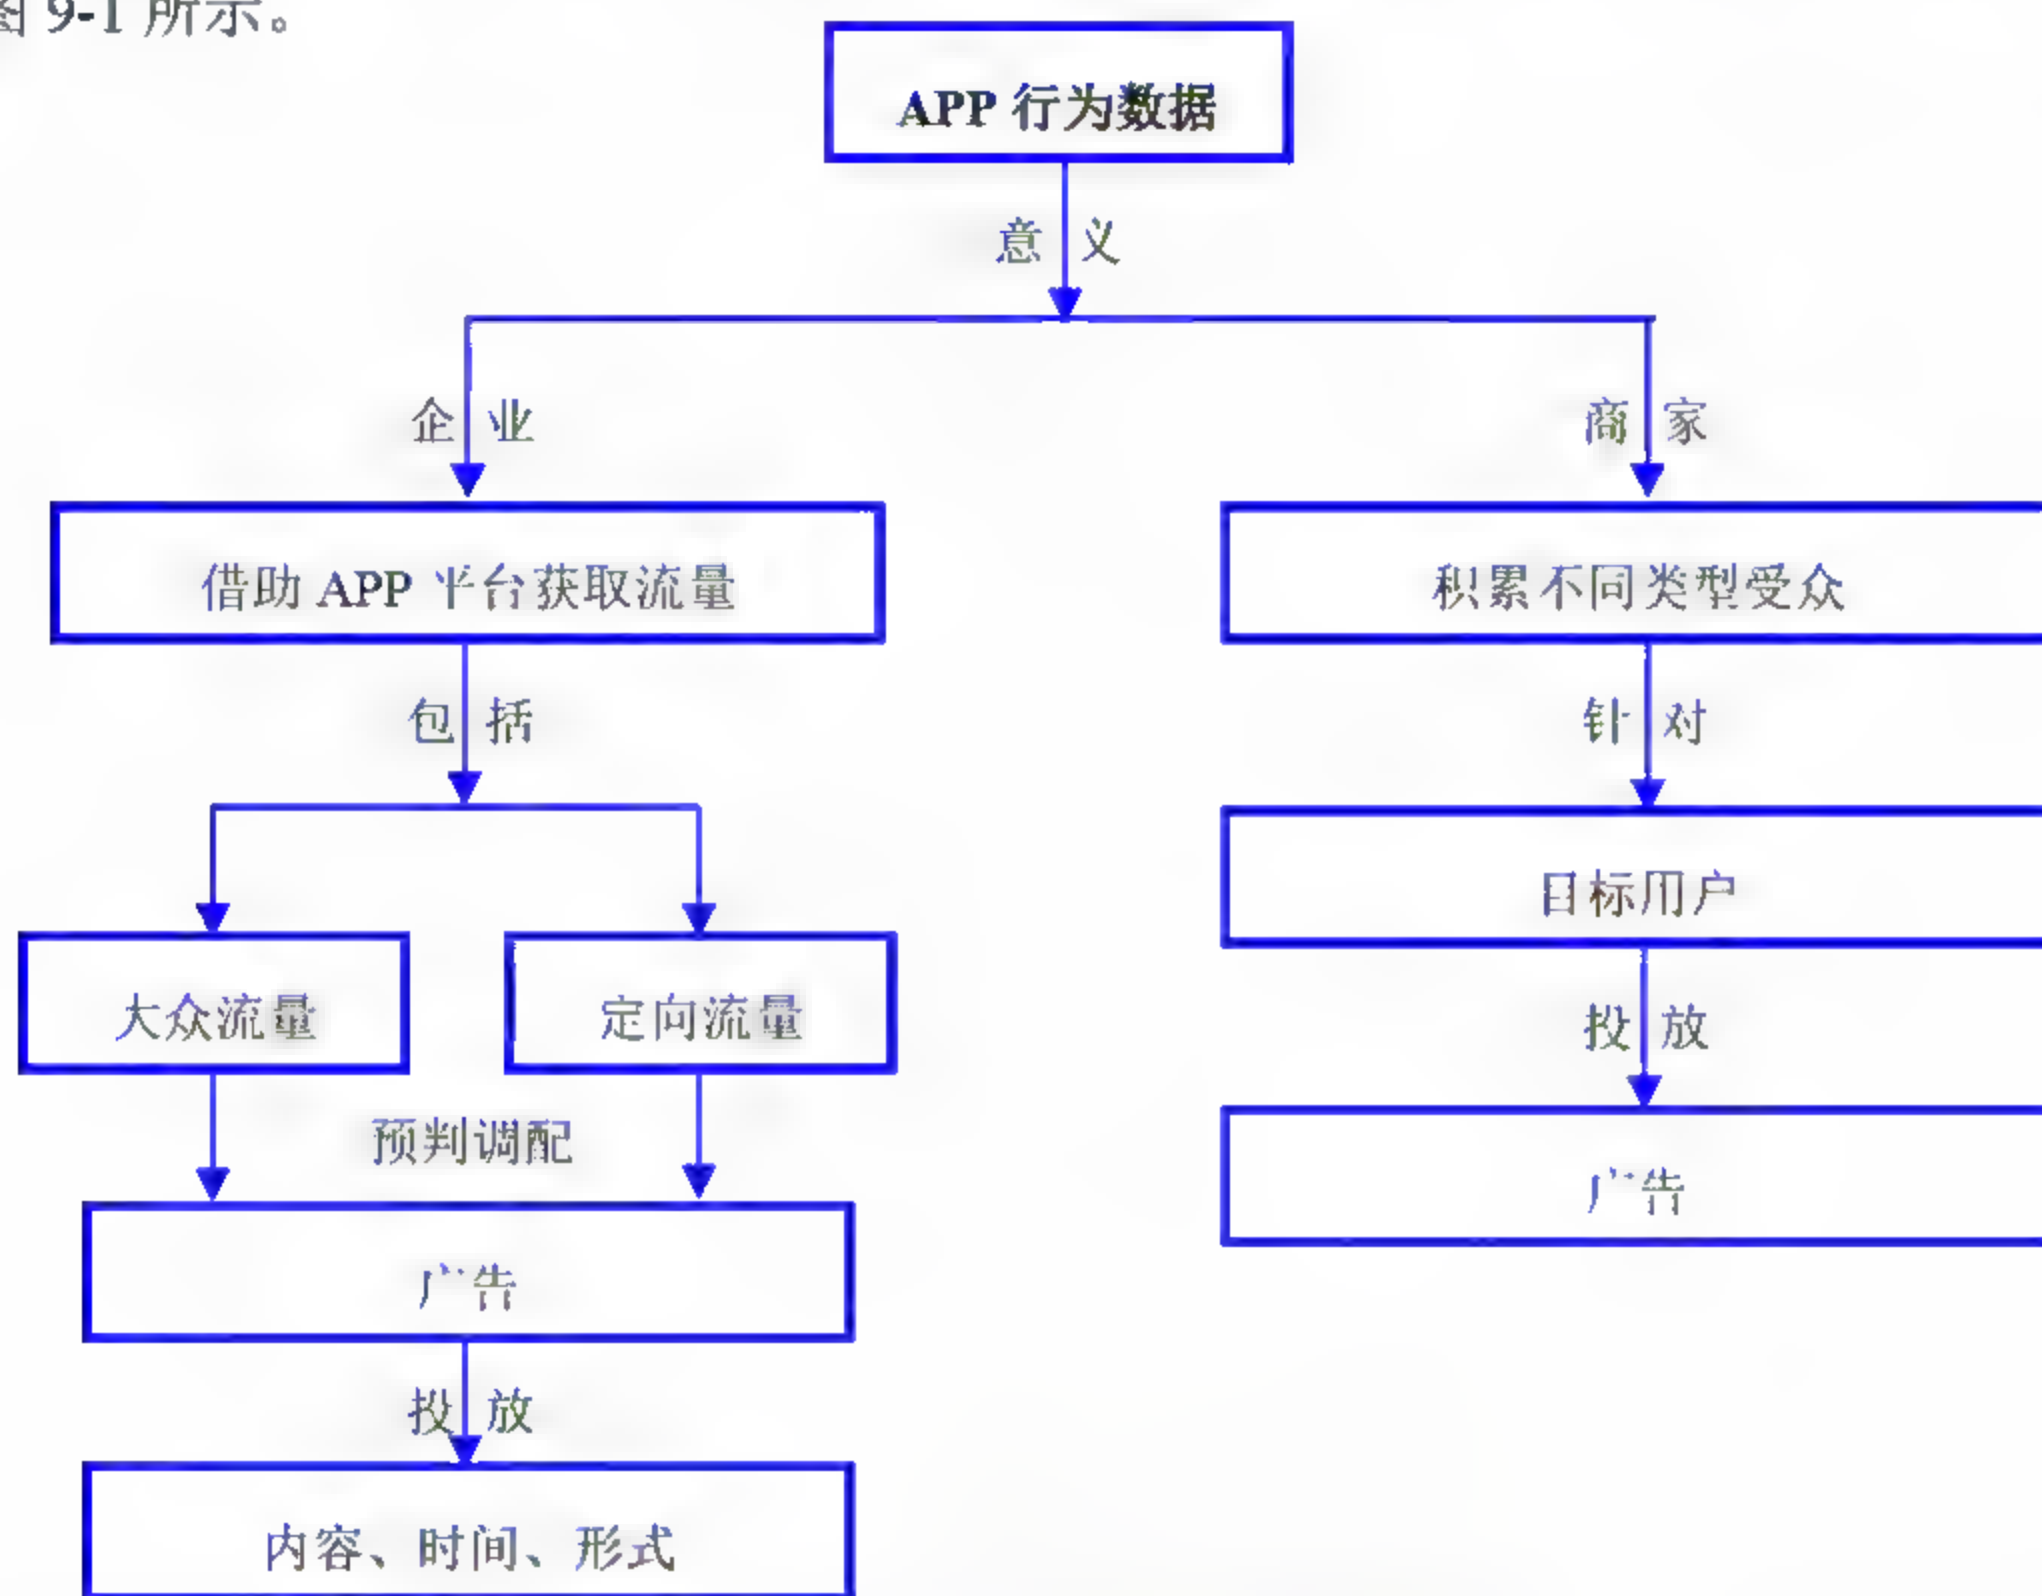 图 9-1 所示。
APP 行为数据
意 义
企 业
商 家
借助 APP 平台获取流量
积累不同类型受众
包 括
针 对
目标用户
大众流量
定向流量
投 放
预判调配
广告
广告
投 放
内容、时间、形式